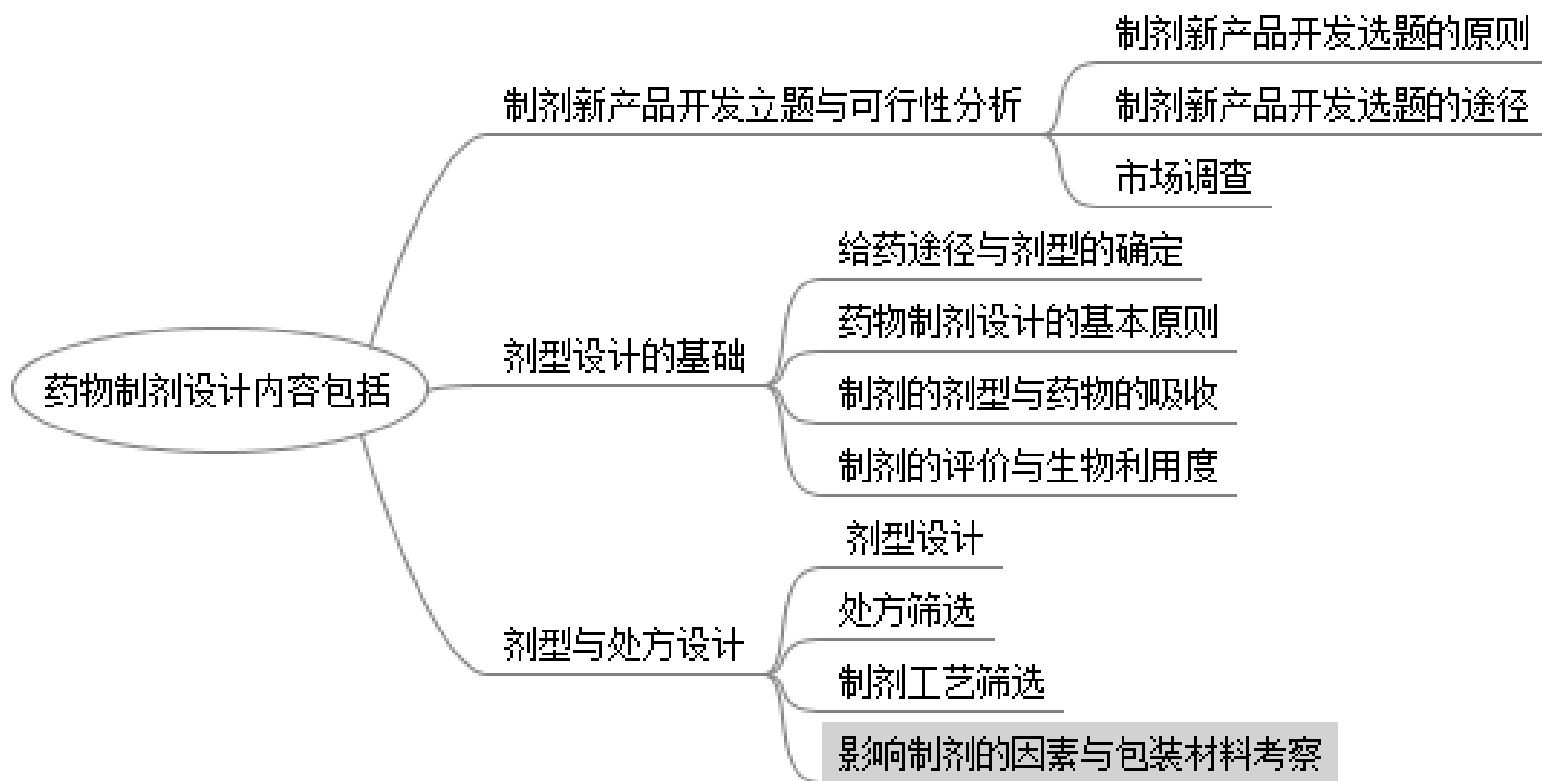 药物制剂设计内容包括
制剂新产品开发立题与可行性分析
制剂新产品开发选题的原则
制剂新产品开发选题的途径
市场调查
剂型设计的基础
给药途径与剂型的确定
药物制剂设计的基本原则
制剂的剂型与药物的吸收
制剂的评价与生物利用度
剂型与处方设计
剂型设计
处方筛选
制剂工艺筛选
影响制剂的因素与包装材料考察